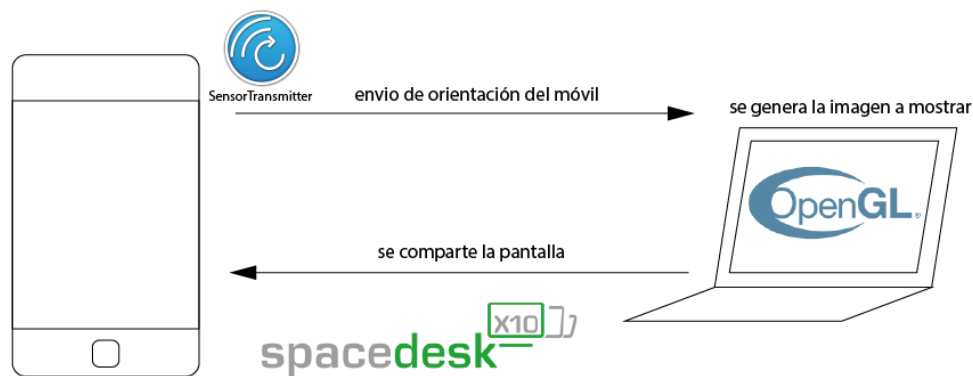 SensorTransmitter
envio de orientación del móvil
se genera la imagen a mostrar
OpenGL®
se comparte la pantalla
X10
spacedesk